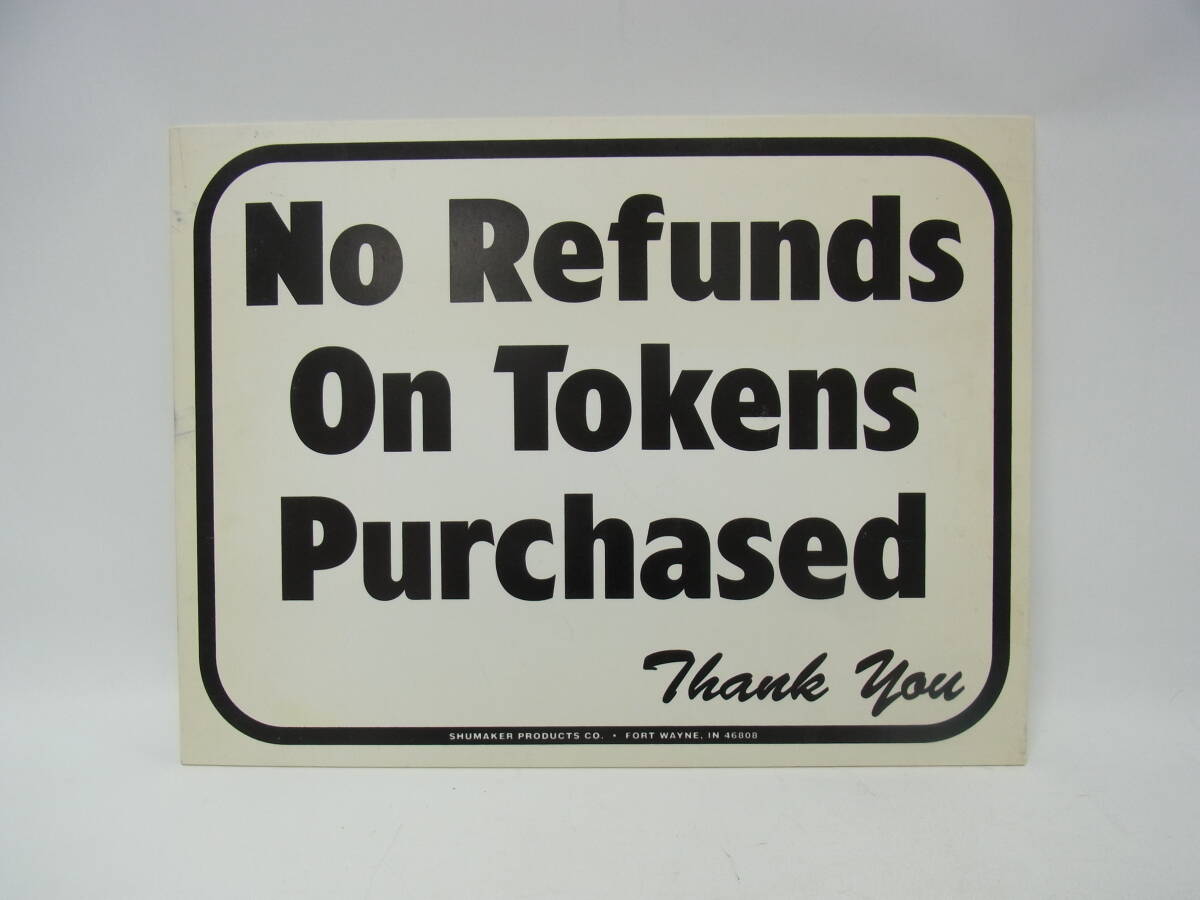 No Refunds
On Tokens
Purchased
Thank You
SHUMAKER PRODUCTS CO. • FORT WAYNE, IN 46808